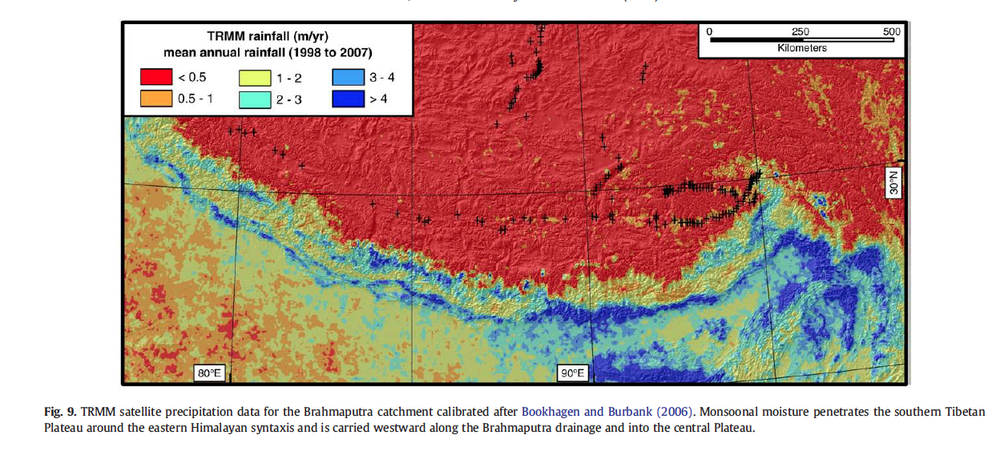 TRMM rainfall (m/yr)
mean annual rainfall (1998 to 2007)
< 0.5
1 - 2
3 - 4
0.5 - 1
2 - 3
> 4
0 250 500
Kilometers
30°N
80°E
90°E
Fig. 9. TRMM satellite precipitation data for the Brahmaputra catchment calibrated after Bookhagen and Burbank (2006). Monsoonal moisture penetrates the southern Tibetan
Plateau around the eastern Himalayan syntaxis and is carried westward along the Brahmaputra drainage and into the central Plateau.